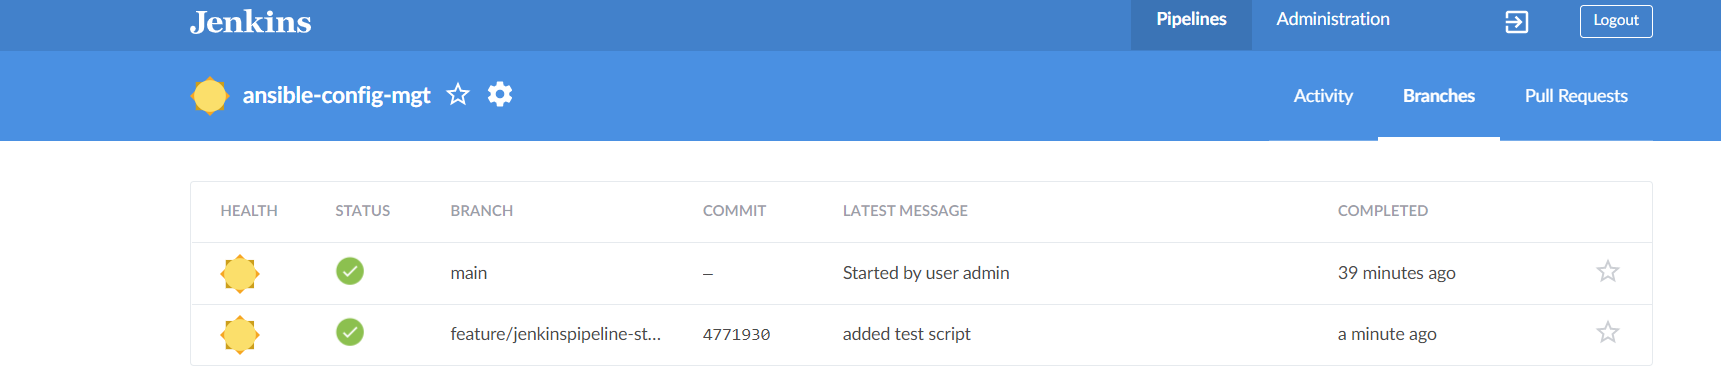 Jenkins
Pipelines Administration Logout
ansible-config-mgt
Activity Branches Pull Requests
HEALTH STATUS BRANCH COMMIT LATEST MESSAGE COMPLETED
main — Started by user admin 39 minutes ago
feature/jenkinspipeline-st... 4771930 added test script a minute ago